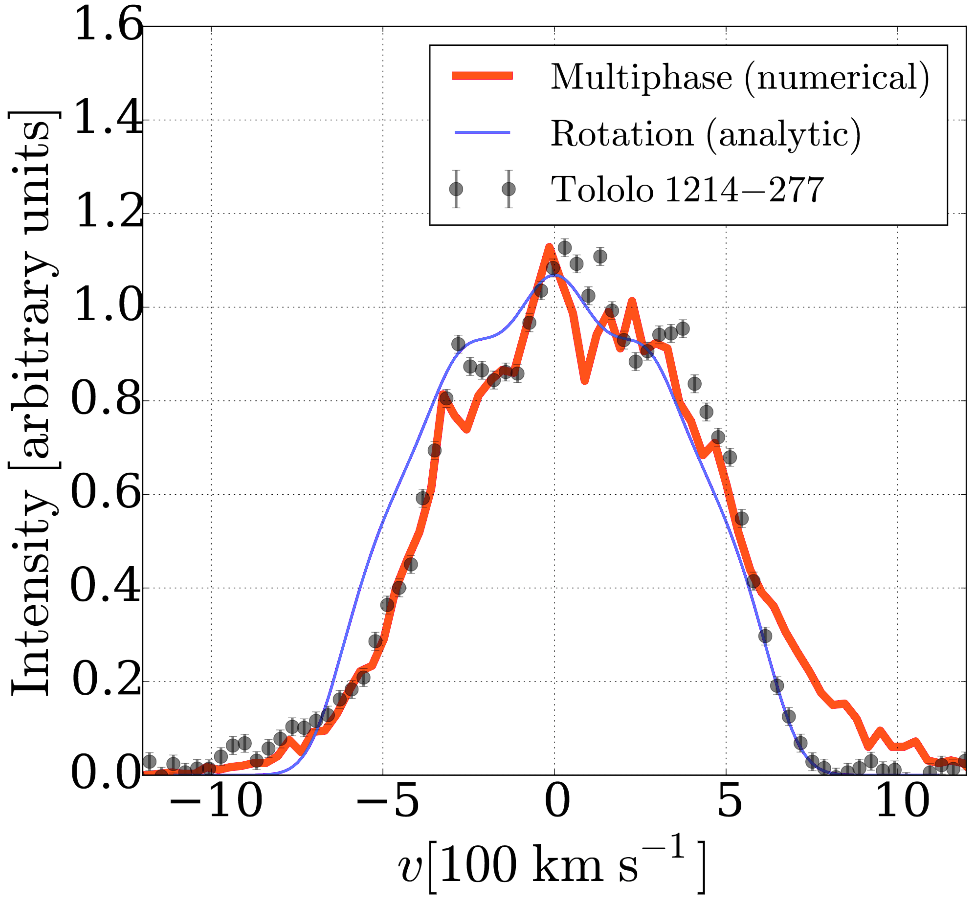 1.6
1.4
1.2
1.0
0.8
0.6
0.4
0.2
0.0
Intensity [arbitrary units]
Multiphase (numerical)
Rotation (analytic)
Tololo 1214−277
−10
−5
0
5
10
v[100 km s⁻¹]